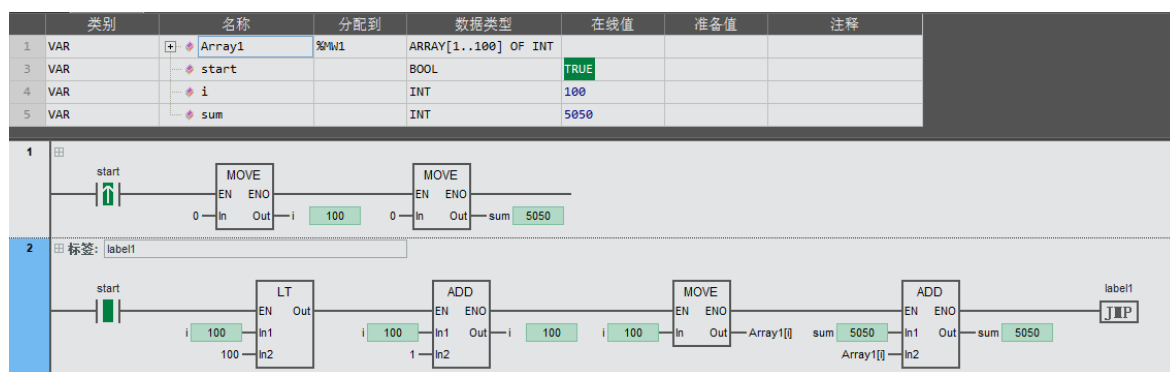 类别 名称 分配到 数据类型 在线值 准备值 注释
1 VAR Array1 %MW1 ARRAY[1..100] OF INT
3 VAR start BOOL TRUE
4 VAR i INT 100
5 VAR sum INT 5050
1
start MOVE MOVE
EN ENO EN ENO
0 In Out i 100 0 In Out sum 5050
2 标签: label1
start LT ADD MOVE ADD label1
EN Out EN ENO EN ENO EN ENO JMP
i 100 In1 i 100 In1 Out i 100 i 100 In Out Array1[i] sum 5050 In1 Out sum 5050
100 In2 1 In2 Array1[i] In2